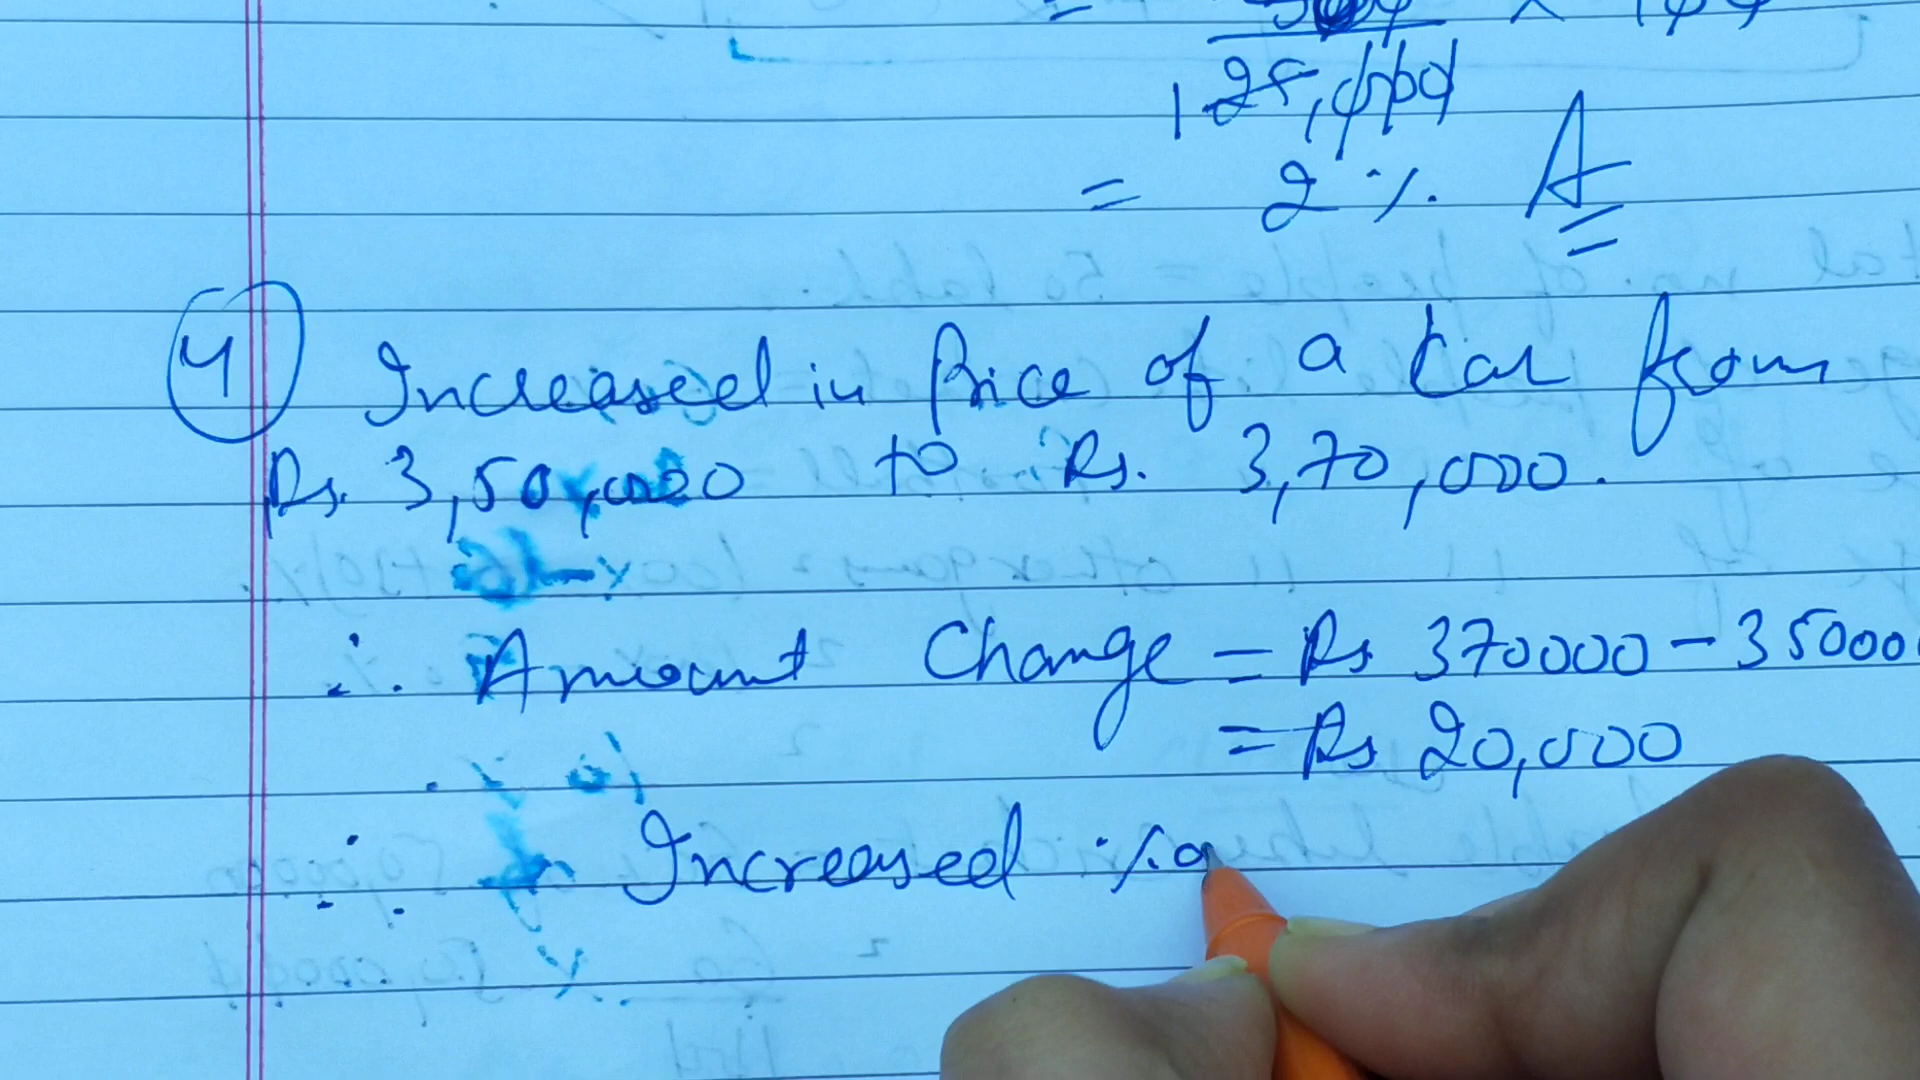 25,000
= 2 %. A
4 Increased in Price of a Car from
Rs. 3,50,000 to Rs. 3,70,000.
∴ Amount Change = Rs 370000 - 35000
= Rs 20,000
∴ Increased %a